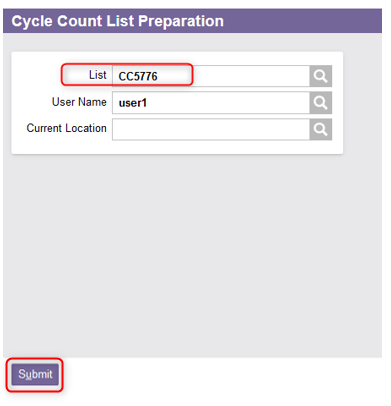 Cycle Count List Preparation
List CC5776
User Name user1
Current Location
Submit